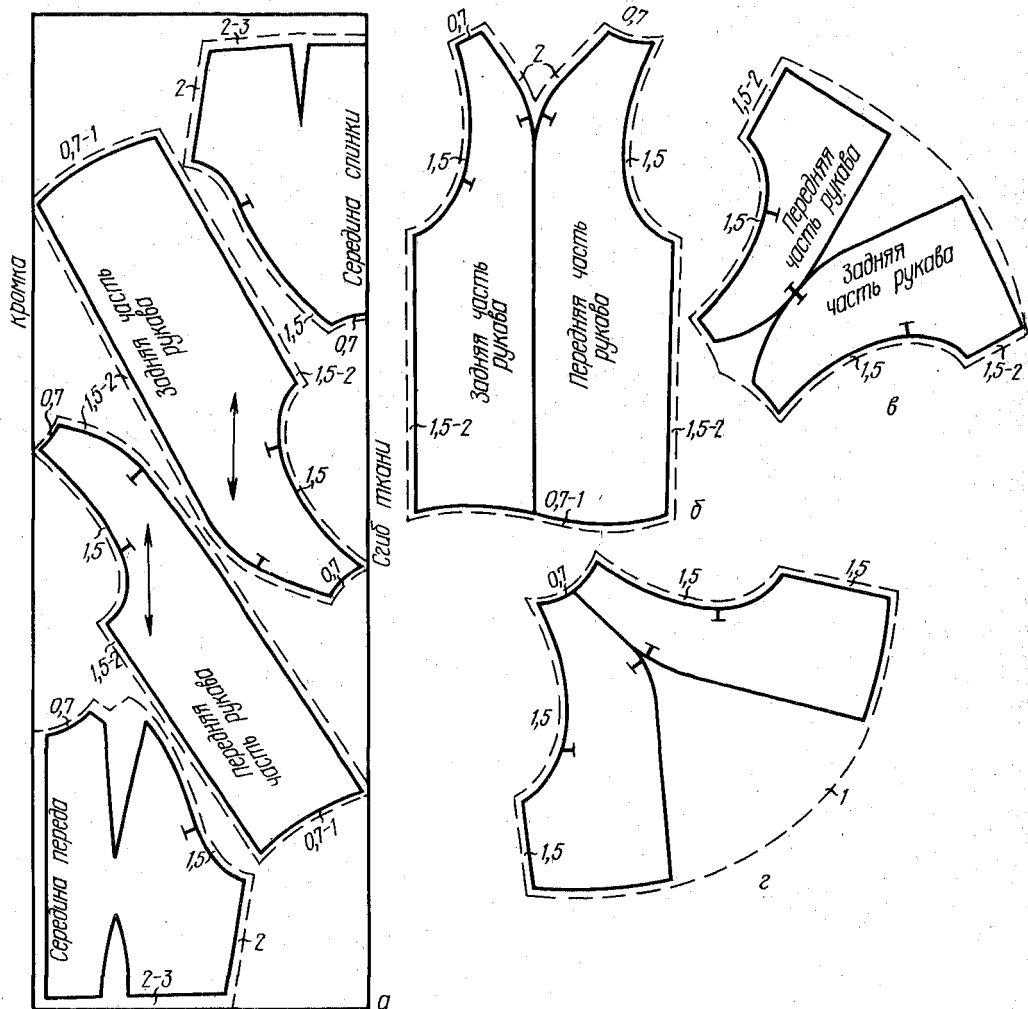 2-3
2
0,7-1
Середина спинки
кромка
Задняя часть
рукава
1,5
0,7
1,5-2
1,5-2
0,7
1,5-2
1,5
Сгиб ткани
0,7
1,5
1,5-2
0,7
Передняя
часть рукава
0,7-1
Середина переда
1,5
2
2-3
а
0,7
2
0,7
1,5
1,5
Задняя часть
рукава
Передняя часть
рукава
1,5-2
1,5-2
0,7-1
б
1,5-2
1,5
Передняя
часть рукава
Задняя
часть рукава
1,5
1,5-2
в
0,7
1,5
1,5
1,5
1,5
1
г